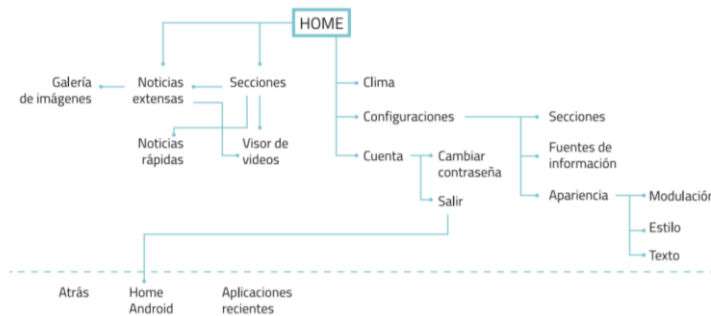 HOME
Galería
de imágenes
Noticias
extensas
Secciones
Noticias
rápidas
Visor de
videos
Clima
Configuraciones
Cuenta
Cambiar
contraseña
Salir
Secciones
Fuentes de
información
Apariencia
Modulación
Estilo
Texto
Atrás
Home
Android
Aplicaciones
recientes